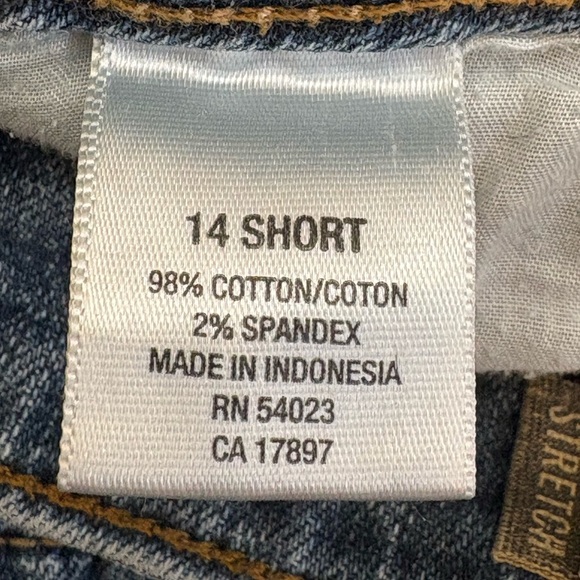 14 SHORT
98% COTTON/COTON
2% SPANDEX
MADE IN INDONESIA
RN 54023
CA 17897
STRETCH